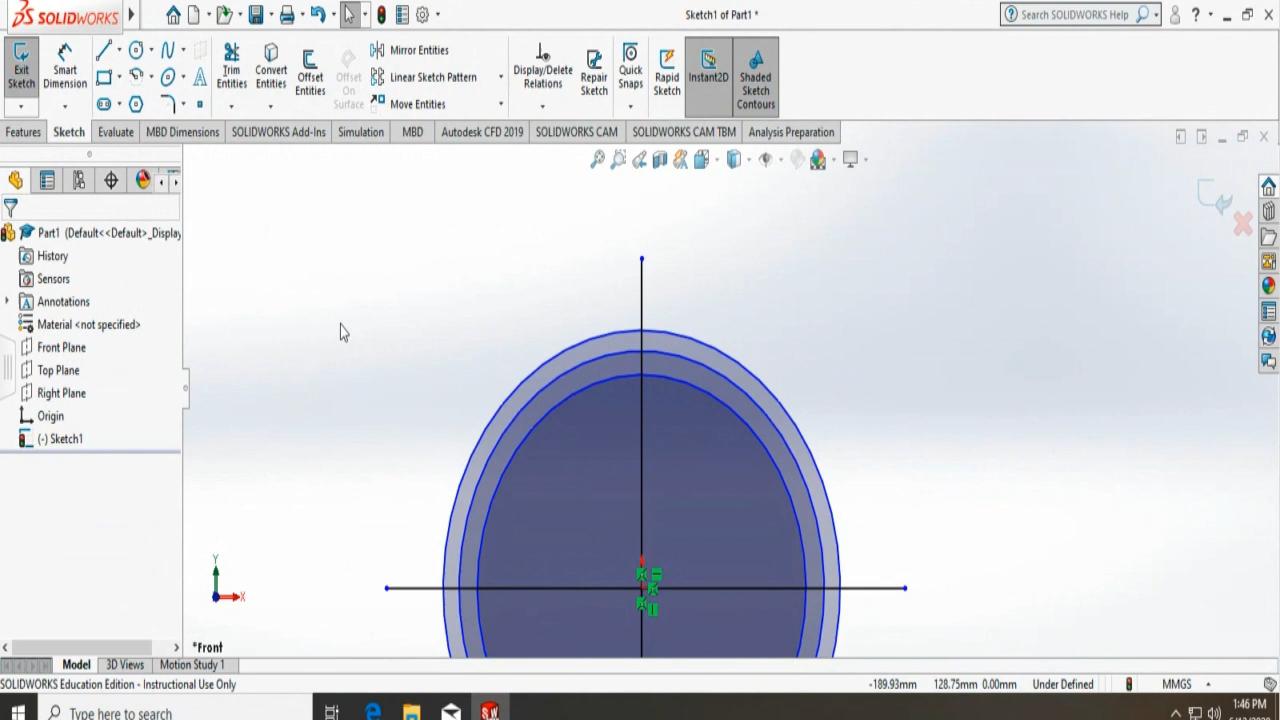 SOLIDWORKS
Sketch1 of Part1 *
Search SOLIDWORKS Help
?
Exit Sketch
Smart Dimension
Trim Entities
Convert Entities
Offset Entities
Offset On Surface
Mirror Entities
Linear Sketch Pattern
Move Entities
Display/Delete Relations
Repair Sketch
Quick Snaps
Rapid Sketch
Instant2D
Shaded Sketch Contours
Features Sketch Evaluate MBD Dimensions SOLIDWORKS Add-Ins Simulation MBD Autodesk CFD 2019 SOLIDWORKS CAM SOLIDWORKS CAM TBM Analysis Preparation
Part1 (Default<<Default>_Display
History
Sensors
Annotations
Material <not specified>
Front Plane
Top Plane
Right Plane
Origin
(-) Sketch1
Y
X
*Front
Model 3D Views Motion Study 1
SOLIDWORKS Education Edition - Instructional Use Only
-189.93mm 128.75mm 0.00mm Under Defined MMGS
Type here to search
1:46 PM